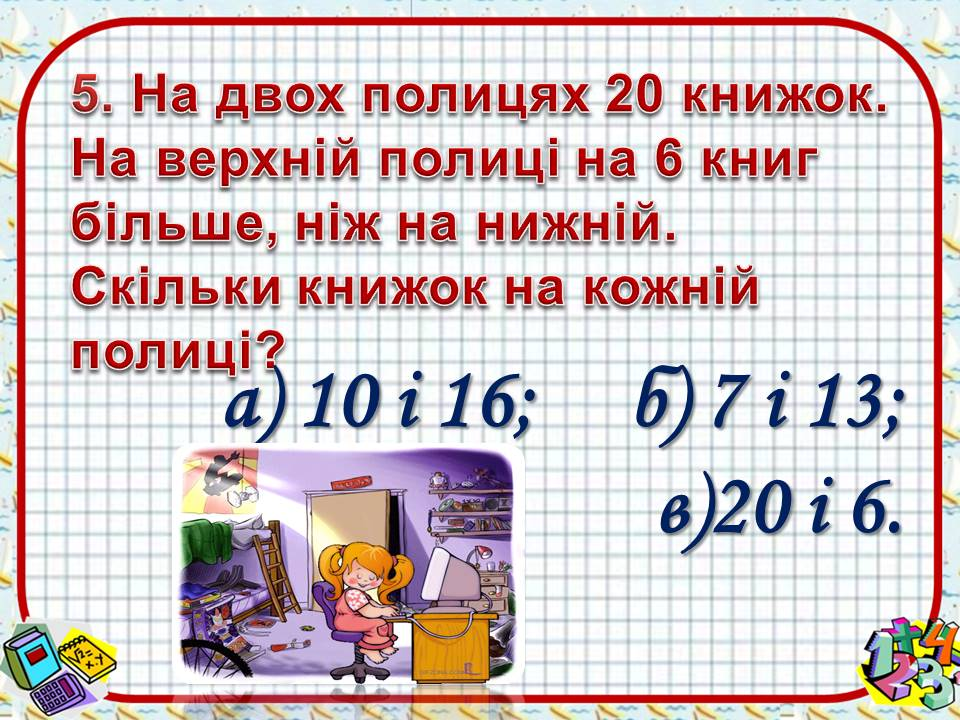 5. На двох полицях 20 книжок.
На верхній полиці на 6 книг
більше, ніж на нижній.
Скільки книжок на кожній
полиці?
а) 10 і 16; б) 7 і 13;
в)20 і 6.